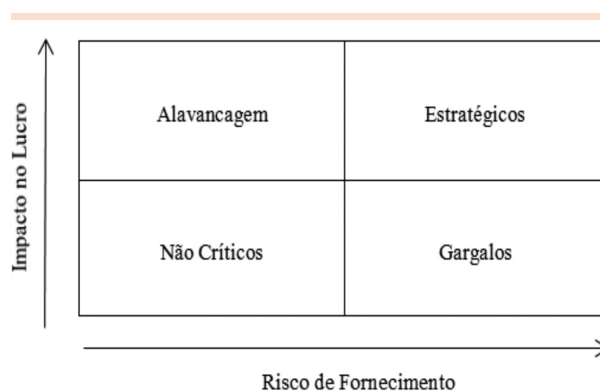 Impacto no Lucro
Alavancagem
Estratégicos
Não Críticos
Gargalos
Risco de Fornecimento